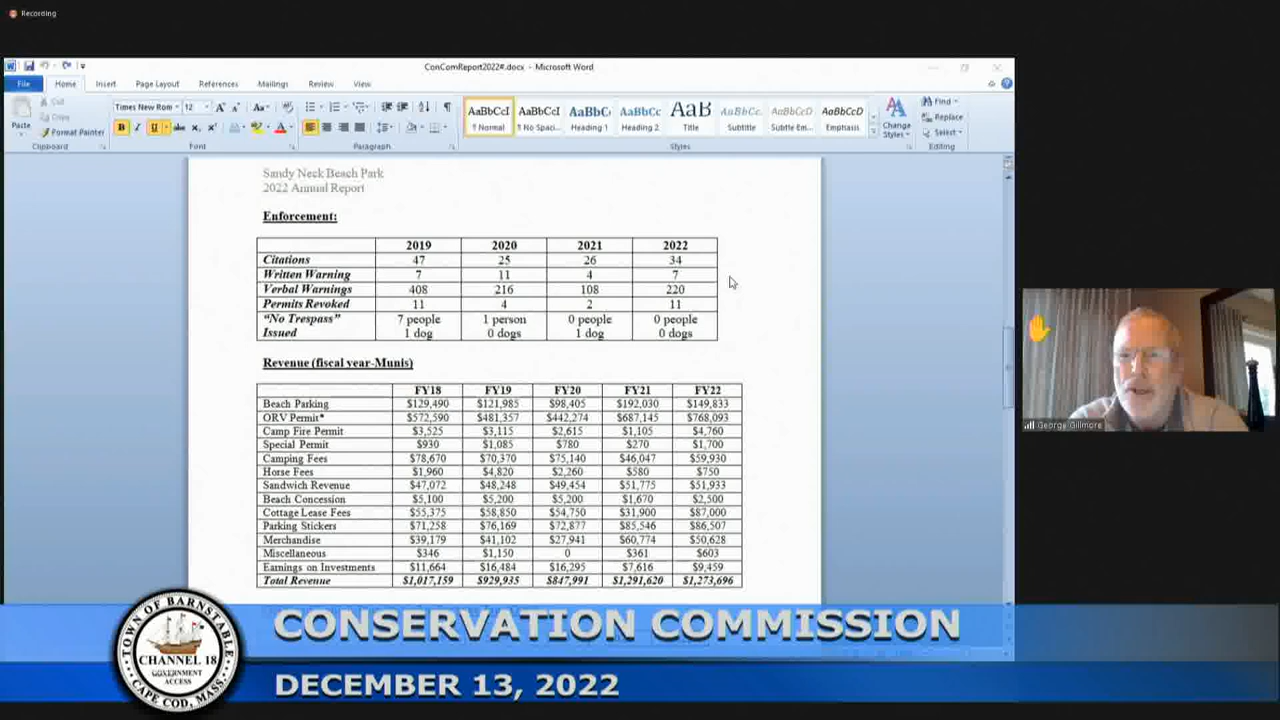 Recording
ConComReport2022#.docx - Microsoft Word
File Home Insert Page Layout References Mailings Review View
Cut
Copy
Paste
Format Painter
Clipboard
Times New Rom 12
Font
Paragraph
AaBbCcI AaBbCcI AaBbC AaBbCc AaB AaBbCc. AaBbCcD AaBbCcD
¶ Normal ¶ No Spaci... Heading 1 Heading 2 Title Subtitle Subtle Em... Emphasis
Styles
Change Styles
Find
Replace
Select
Editing
Sandy Neck Beach Park
2022 Annual Report
Enforcement:
2019 2020 2021 2022
Citations 47 25 26 34
Written Warning 7 11 4 7
Verbal Warnings 408 216 108 220
Permits Revoked 11 4 2 11
"No Trespass" 7 people 1 person 0 people 0 people
Issued 1 dog 0 dogs 1 dog 0 dogs
Revenue (fiscal year-Munis)
FY18 FY19 FY20 FY21 FY22
Beach Parking $129,490 $121,985 $98,405 $192,030 $149,833
ORV Permit* $572,590 $481,357 $442,274 $687,145 $768,093
Camp Fire Permit $3,525 $3,115 $2,615 $1,105 $4,760
Special Permit $930 $1,085 $780 $270 $1,700
Camping Fees $78,670 $70,370 $75,140 $46,047 $59,930
Horse Fees $1,960 $4,820 $2,260 $580 $750
Sandwich Revenue $47,072 $48,248 $49,454 $51,775 $51,933
Beach Concession $5,100 $5,200 $5,200 $1,670 $2,500
Cottage Lease Fees $55,375 $58,850 $54,750 $31,900 $87,000
Parking Stickers $71,258 $76,169 $72,877 $85,546 $86,507
Merchandise $39,179 $41,102 $27,941 $60,774 $50,628
Miscellaneous $346 $1,150 0 $361 $603
Earnings on Investments $11,664 $16,484 $16,295 $7,616 $9,459
Total Revenue $1,017,159 $929,935 $847,991 $1,291,620 $1,273,696
George Gillmore
TOWN OF BARNSTABLE
CHANNEL 18
GOVERNMENT
ACCESS
CAPE COD, MASS.
CONSERVATION COMMISSION
DECEMBER 13, 2022